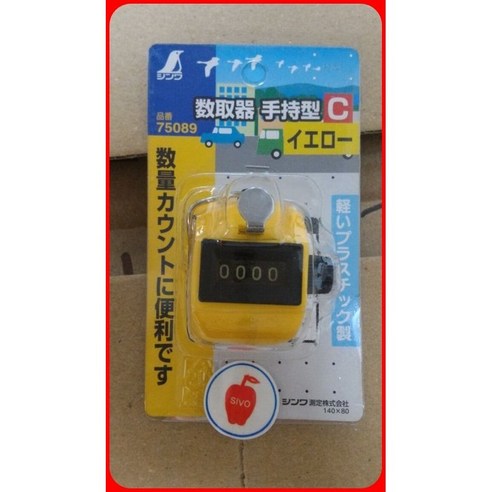 シンワ
数取器 手持型 C
品番
75089
イエロー
数量カウントに便利です
軽いプラスチック製
0000
SIVO
シンワ測定株式会社
140×80